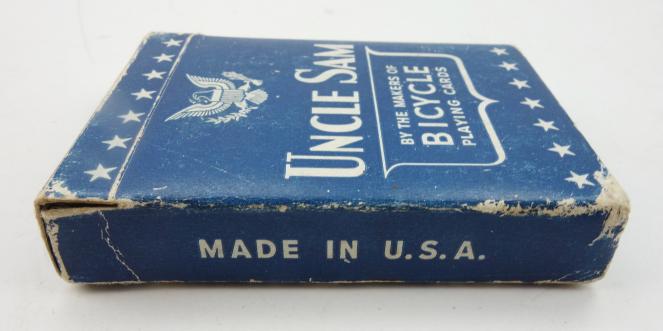 UNCLE SAM
BY THE MAKERS OF
BICYCLE
PLAYING CARDS
MADE IN U.S.A.